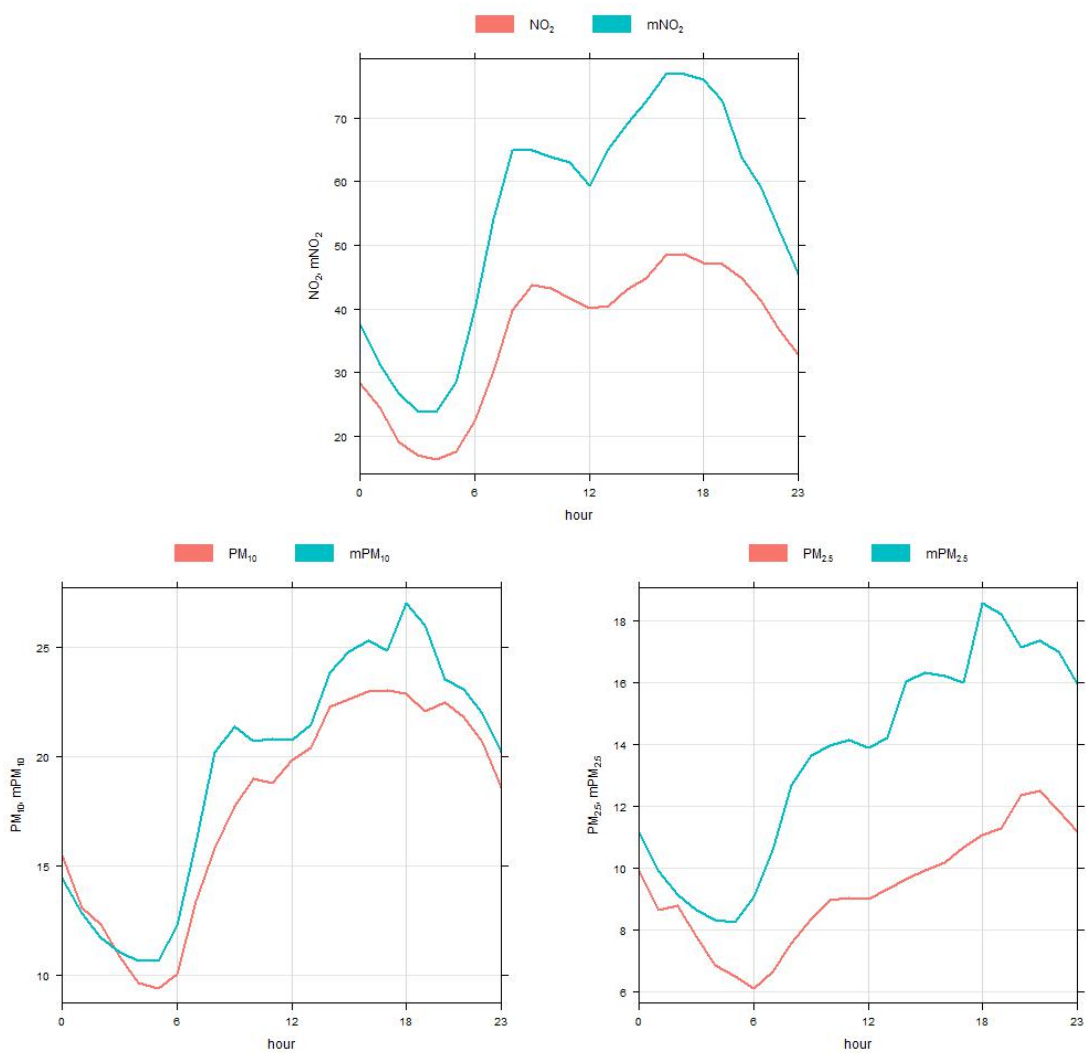 NO₂ mNO₂
70
60
50
40
30
20
NO₂, mNO₂
0 6 12 18 23
hour
PM₁₀ mPM₁₀
25
20
15
10
PM₁₀, mPM₁₀
0 6 12 18 23
hour
PM₂.₅ mPM₂.₅
18
16
14
12
10
8
6
PM₂.₅, mPM₂.₅
0 6 12 18 23
hour